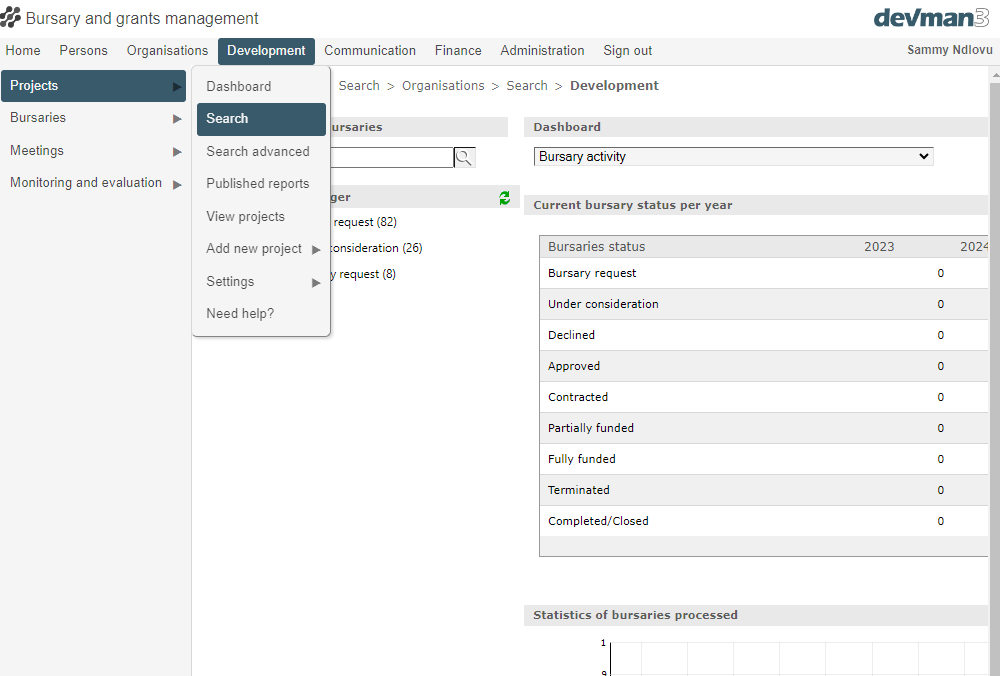 Bursary and grants management
devman3
Home Persons Organisations Development Communication Finance Administration Sign out Sammy Ndlovu
Projects
Bursaries
Meetings
Monitoring and evaluation
Dashboard
Search
Search advanced
Published reports
View projects
Add new project
Settings
Need help?
Search > Organisations > Search > Development
ursaries
ger
request (82)
onsideration (26)
y request (8)
Dashboard
Bursary activity
Current bursary status per year
Bursaries status 2023 2024
Bursary request 0
Under consideration 0
Declined 0
Approved 0
Contracted 0
Partially funded 0
Fully funded 0
Terminated 0
Completed/Closed 0
Statistics of bursaries processed
1
.9